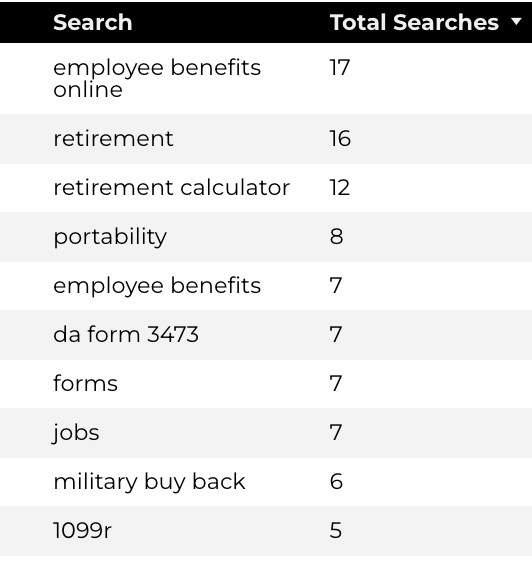 Search Total Searches
employee benefits 17
online
retirement 16
retirement calculator 12
portability 8
employee benefits 7
da form 3473 7
forms 7
jobs 7
military buy back 6
1099r 5